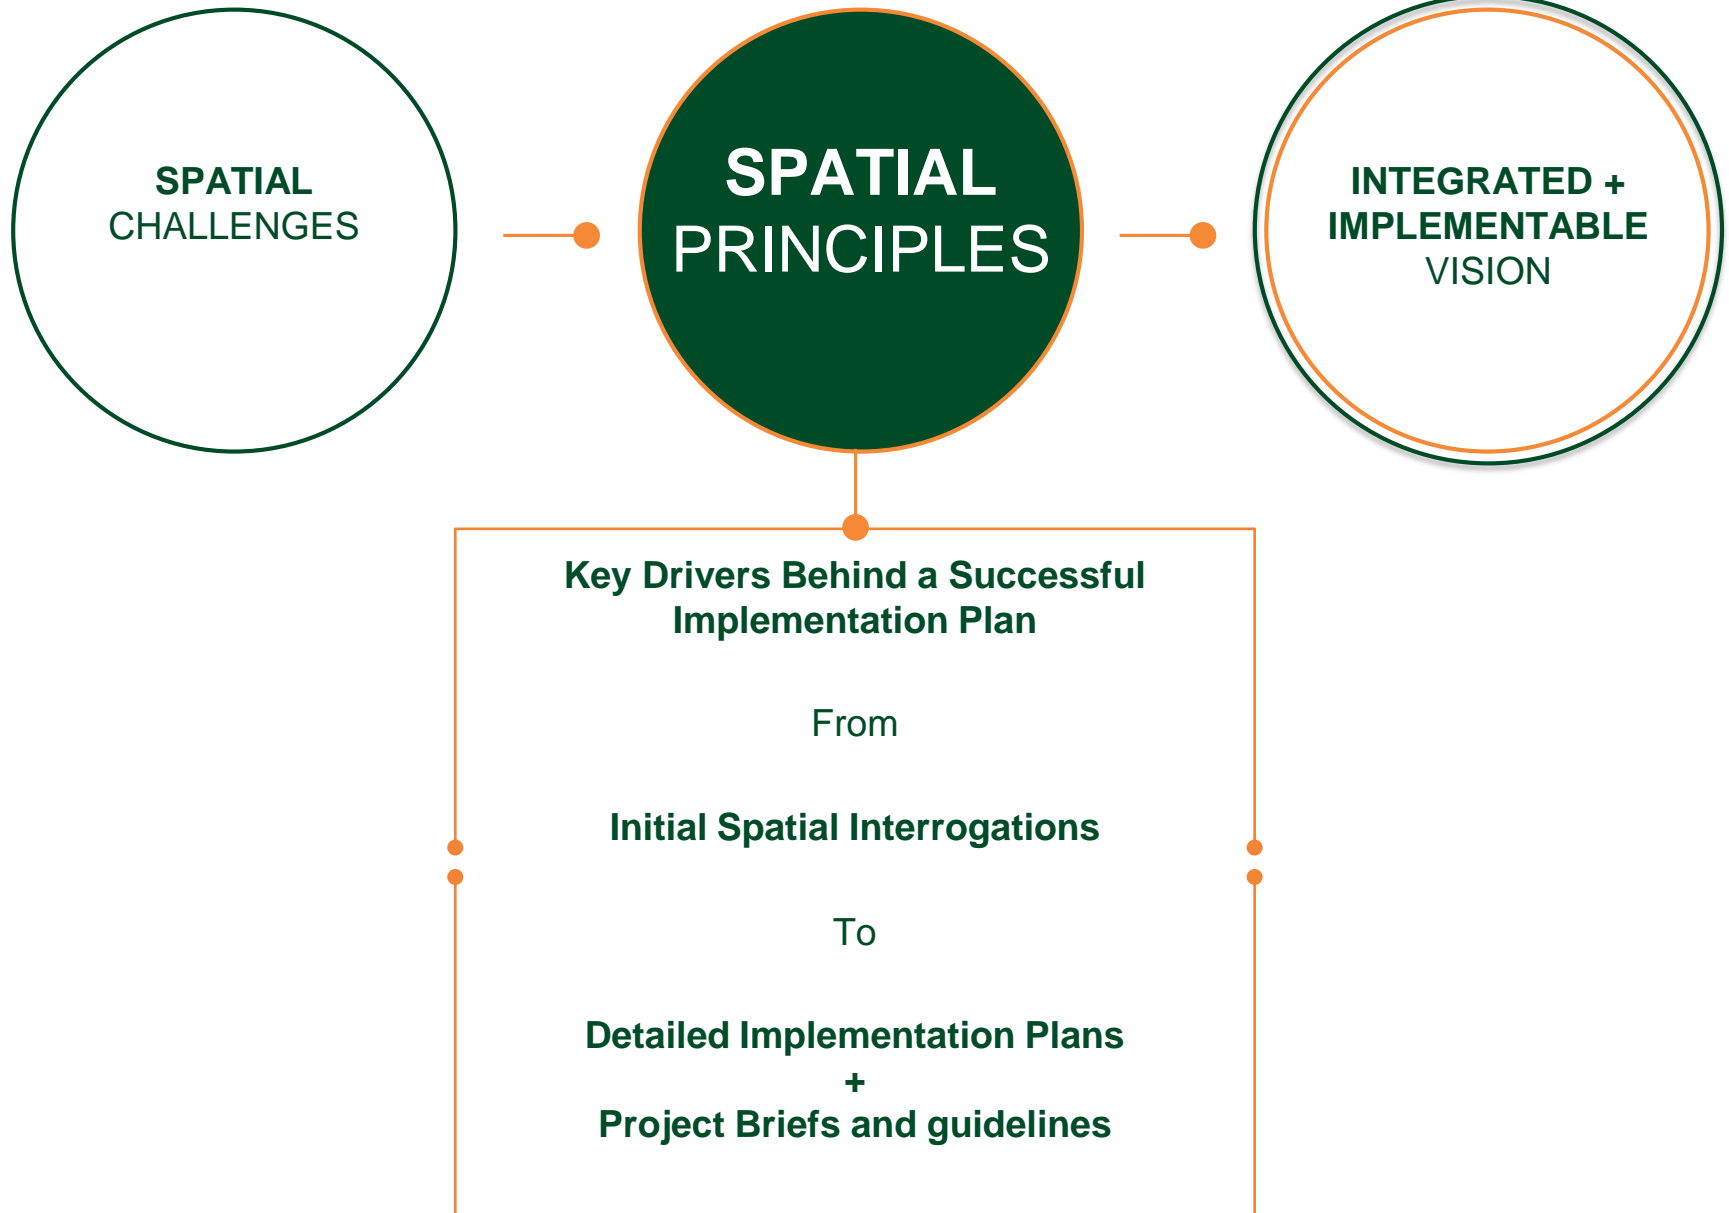 SPATIAL
CHALLENGES
SPATIAL
PRINCIPLES
INTEGRATED +
IMPLEMENTABLE
VISION
Key Drivers Behind a Successful
Implementation Plan
From
Initial Spatial Interrogations
To
Detailed Implementation Plans
+
Project Briefs and guidelines